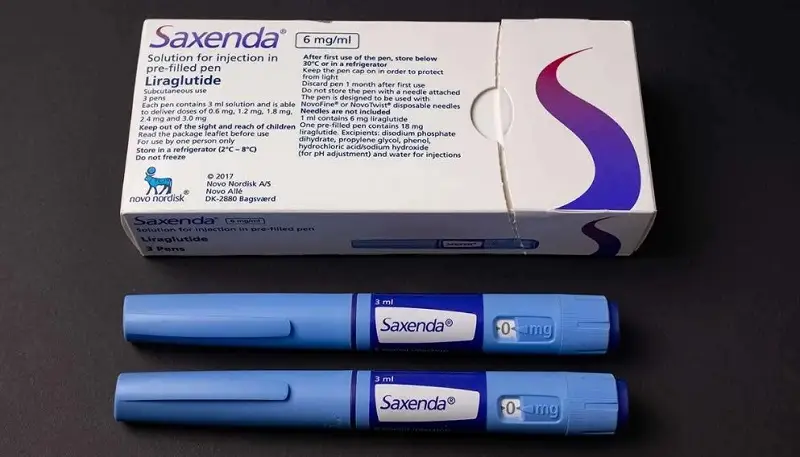 Saxenda® 6 mg/ml
Solution for injection in
pre-filled pen
Liraglutide
Subcutaneous use
3 pens
Each pen contains 3 ml solution and is able
to deliver doses of 0.6 mg, 1.2 mg, 1.8 mg,
2.4 mg and 3.0 mg
Keep out of the sight and reach of children
Read the package leaflet before use
For use by one person only
Store in a refrigerator (2°C – 8°C)
Do not freeze
After first use of the pen, store below
30°C or in a refrigerator
Keep the pen cap on in order to protect
from light
Discard pen 1 month after first use
Do not store the pen with a needle attached
The pen is designed to be used with
NovoFine® or NovoTwist® disposable needles
Needles are not included
1 ml contains 6 mg liraglutide
One pre-filled pen contains 18 mg
liraglutide. Excipients: disodium phosphate
dihydrate, propylene glycol, phenol,
hydrochloric acid/sodium hydroxide
(for pH adjustment) and water for injections
novo nordisk®
© 2017
Novo Nordisk A/S
Novo Allé
DK-2880 Bagsværd
Saxenda® 6 mg/ml
Solution for injection in pre-filled pen
Liraglutide
3 Pens
Saxenda®
3 ml
Saxenda®
0 mg
3 ml
Saxenda®
0 mg